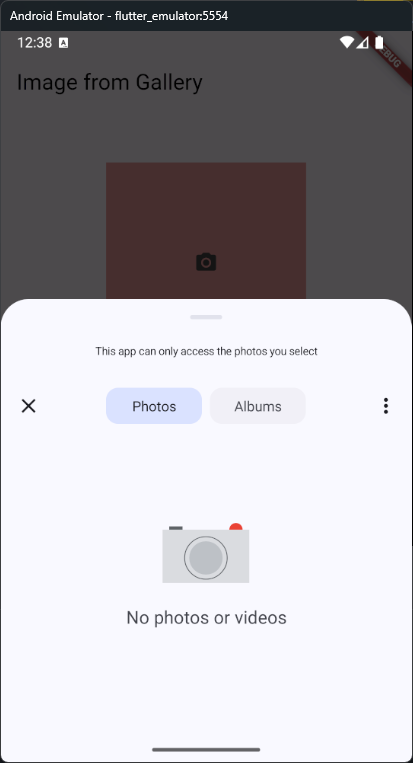 Android Emulator - flutter_emulator:5554
12:38 A
DEBUG
Image from Gallery
This app can only access the photos you select
Photos Albums
No photos or videos